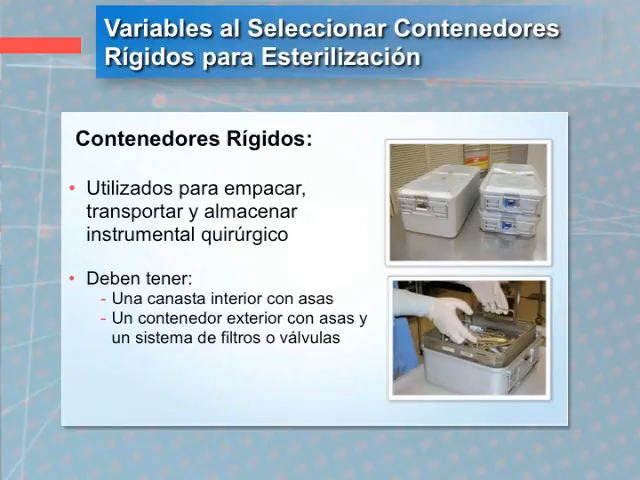 Variables al Seleccionar Contenedores
Rígidos para Esterilización
Contenedores Rígidos:
• Utilizados para empacar,
transportar y almacenar
instrumental quirúrgico
• Deben tener:
- Una canasta interior con asas
- Un contenedor exterior con asas y
un sistema de filtros o válvulas